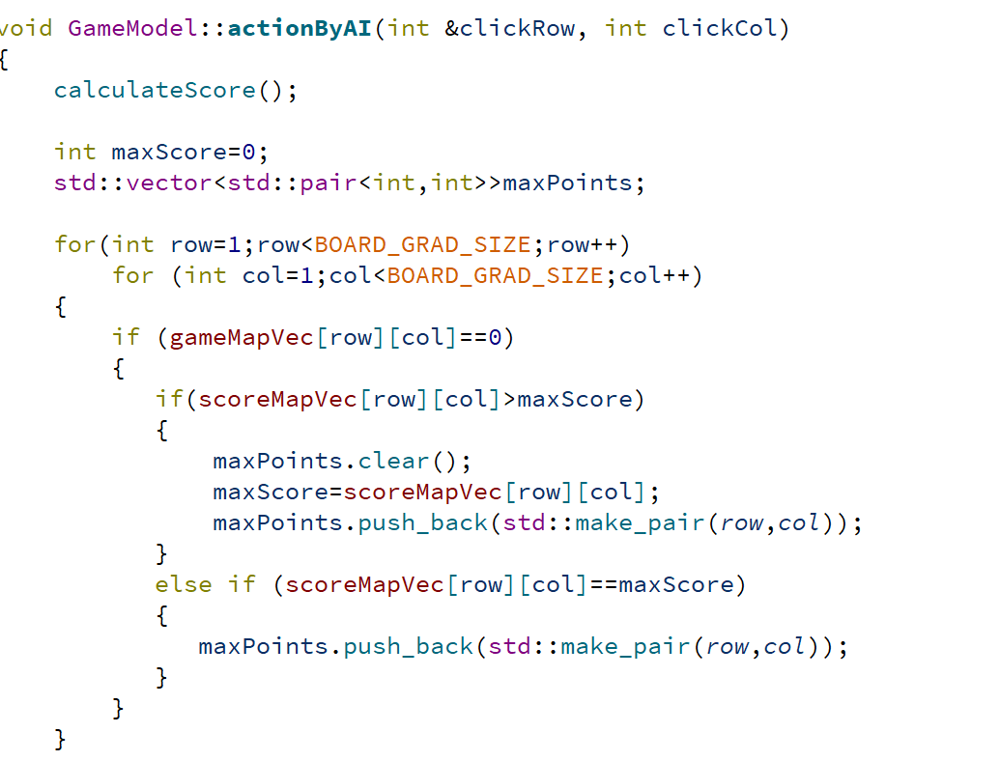 void GameModel::actionByAI(int &clickRow, int clickCol)
{
    calculateScore();

    int maxScore=0;
    std::vector<std::pair<int,int>>maxPoints;

    for(int row=1;row<BOARD_GRAD_SIZE;row++)
        for (int col=1;col<BOARD_GRAD_SIZE;col++)
    {
        if (gameMapVec[row][col]==0)
        {
           if(scoreMapVec[row][col]>maxScore)
           {
               maxPoints.clear();
               maxScore=scoreMapVec[row][col];
               maxPoints.push_back(std::make_pair(row,col));
           }
           else if (scoreMapVec[row][col]==maxScore)
           {
              maxPoints.push_back(std::make_pair(row,col));
           }
        }
    }